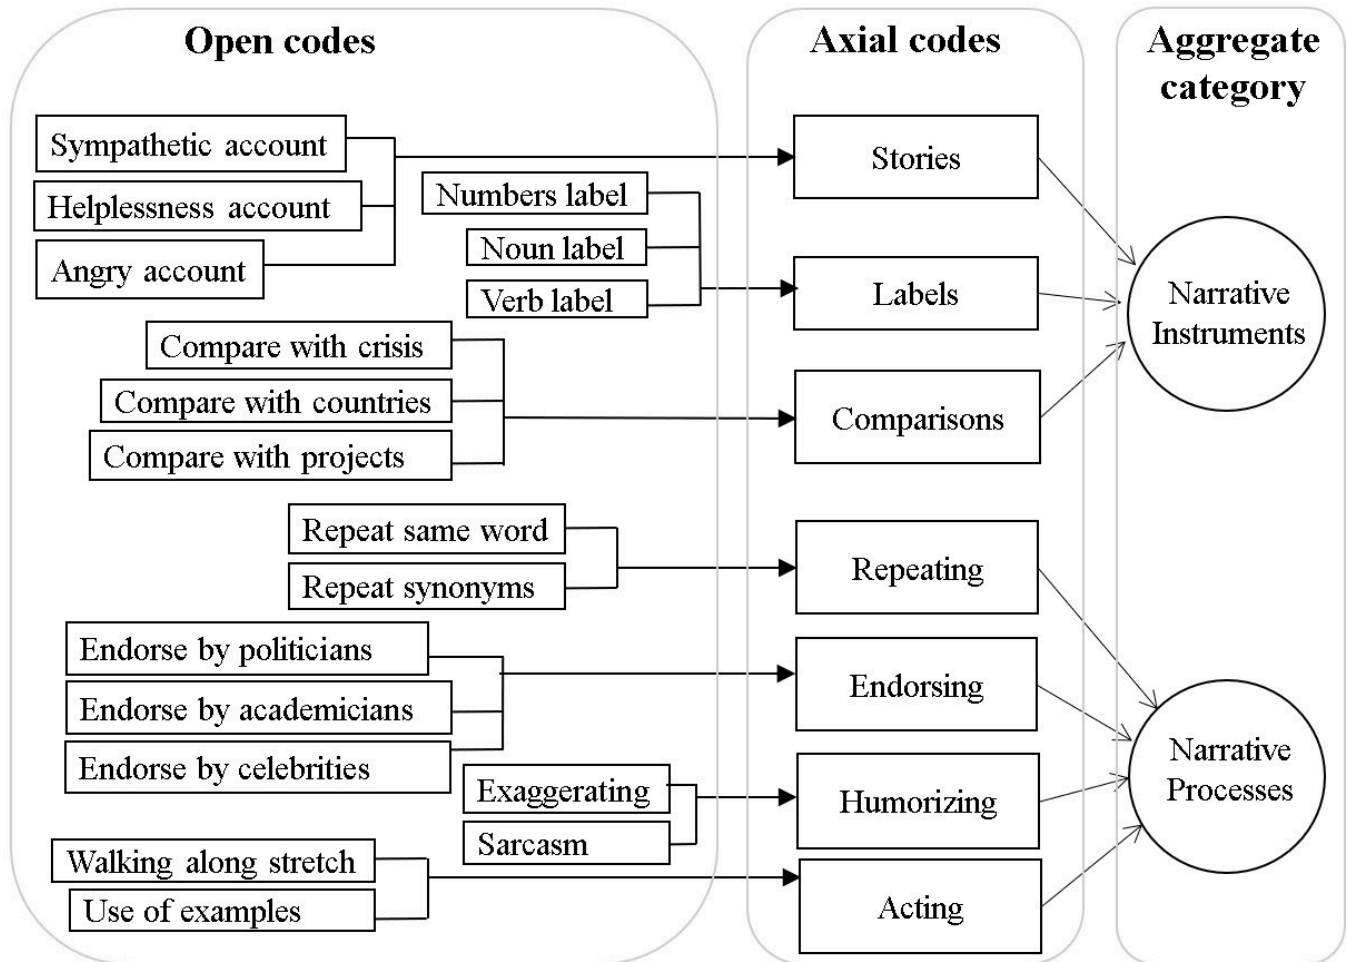 Open codes
Axial codes
Aggregate
category
Sympathetic account
Helplessness account
Angry account
Numbers label
Noun label
Verb label
Compare with crisis
Compare with countries
Compare with projects
Repeat same word
Repeat synonyms
Endorse by politicians
Endorse by academicians
Endorse by celebrities
Exaggerating
Sarcasm
Walking along stretch
Use of examples
Stories
Labels
Comparisons
Repeating
Endorsing
Humorizing
Acting
Narrative
Instruments
Narrative
Processes